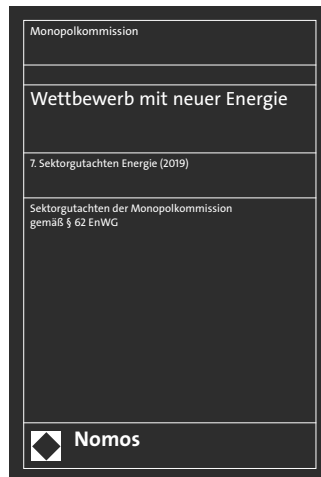 Monopolkommission
Wettbewerb mit neuer Energie
7. Sektorgutachten Energie (2019)
Sektorgutachten der Monopolkommission
gemäß § 62 EnWG
Nomos